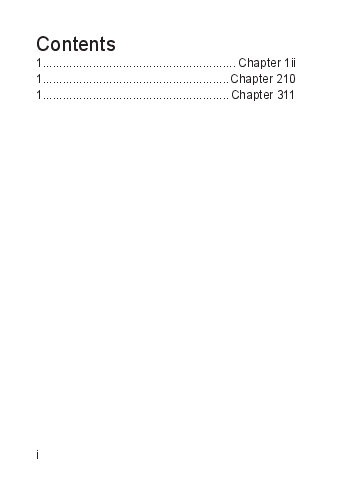 Contents
1.......................................................... Chapter 1ii
1........................................................Chapter 210
1........................................................Chapter 311
i